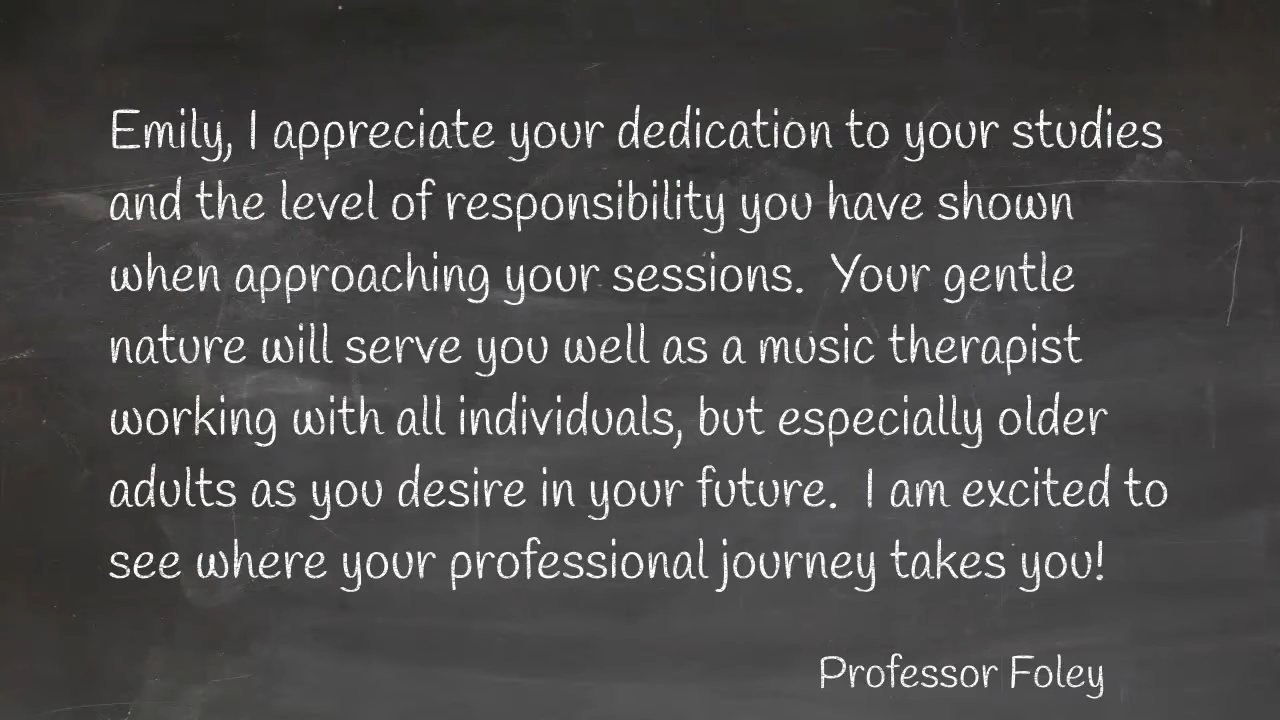 Emily, I appreciate your dedication to your studies
and the level of responsibility you have shown
when approaching your sessions.  Your gentle
nature will serve you well as a music therapist
working with all individuals, but especially older
adults as you desire in your future.  I am excited to
see where your professional journey takes you!
Professor Foley